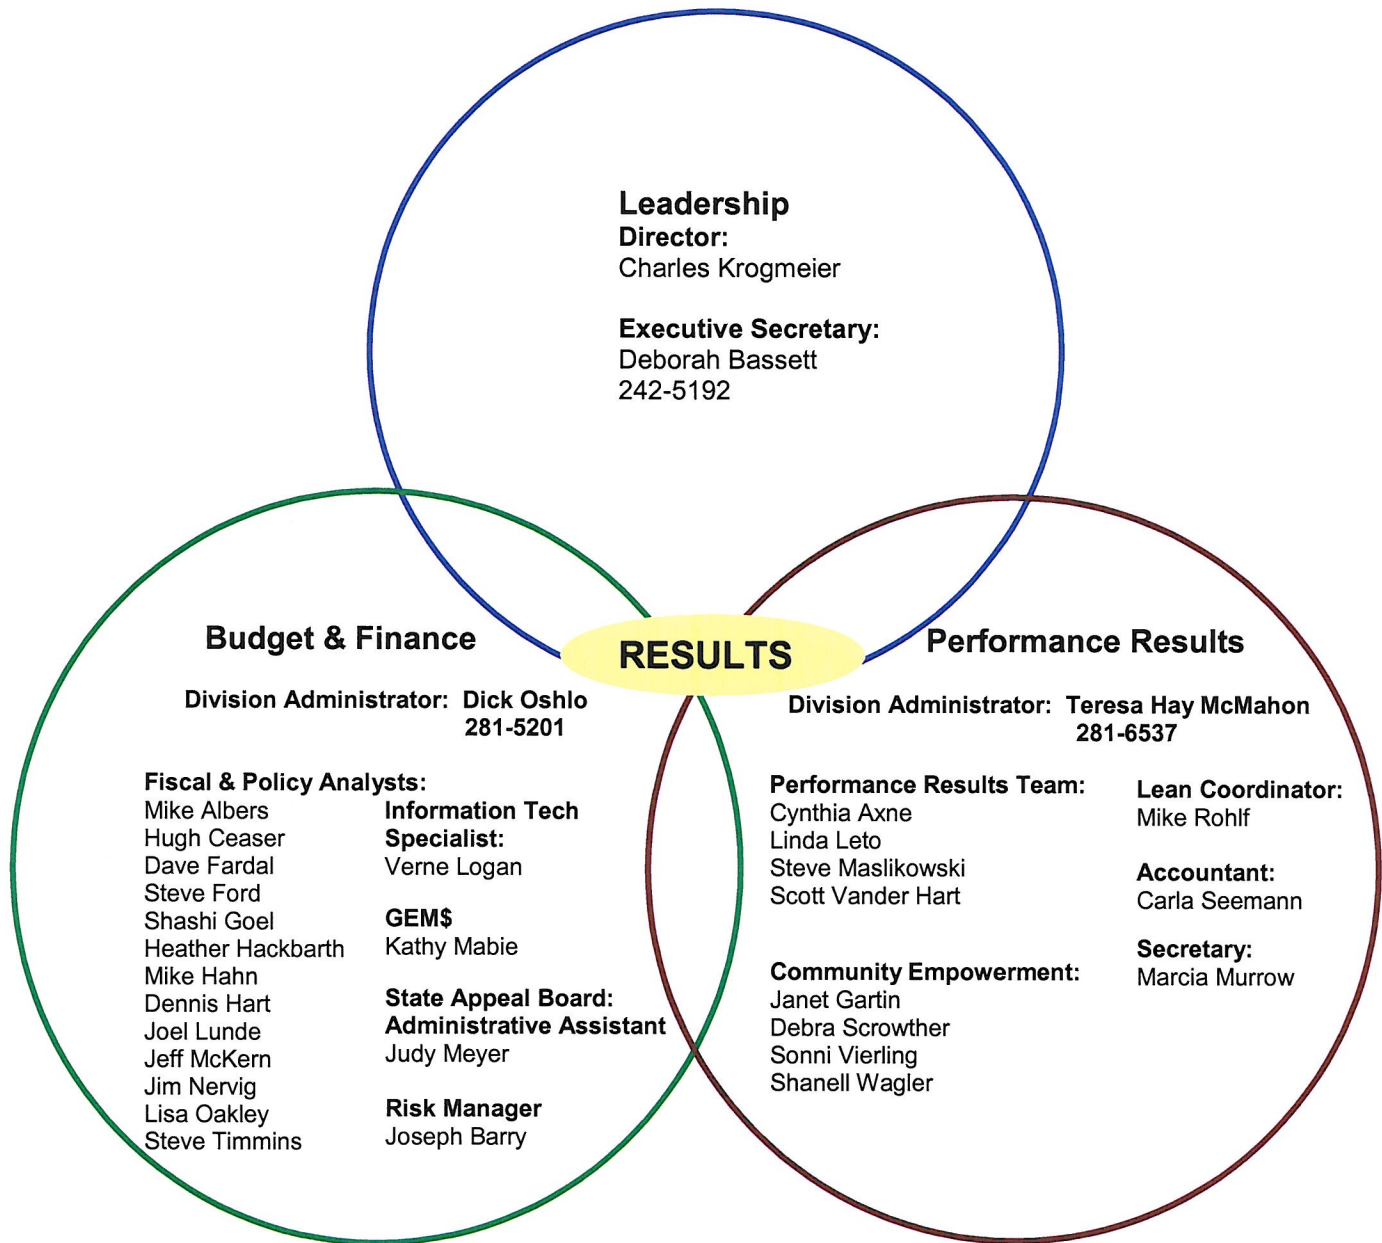 Leadership
Director:
Charles Krogmeier
Executive Secretary:
Deborah Bassett
242-5192
RESULTS
Budget & Finance
Division Administrator: Dick Oshlo
281-5201
Fiscal & Policy Analysts:
Mike Albers
Hugh Ceaser
Dave Fardal
Steve Ford
Shashi Goel
Heather Hackbarth
Mike Hahn
Dennis Hart
Joel Lunde
Jeff McKern
Jim Nervig
Lisa Oakley
Steve Timmins
Information Tech
Specialist:
Verne Logan
GEM$
Kathy Mabie
State Appeal Board:
Administrative Assistant
Judy Meyer
Risk Manager
Joseph Barry
Performance Results
Division Administrator: Teresa Hay McMahon
281-6537
Performance Results Team:
Cynthia Axne
Linda Leto
Steve Maslikowski
Scott Vander Hart
Community Empowerment:
Janet Gartin
Debra Scrowther
Sonni Vierling
Shanell Wagler
Lean Coordinator:
Mike Rohlf
Accountant:
Carla Seemann
Secretary:
Marcia Murrow